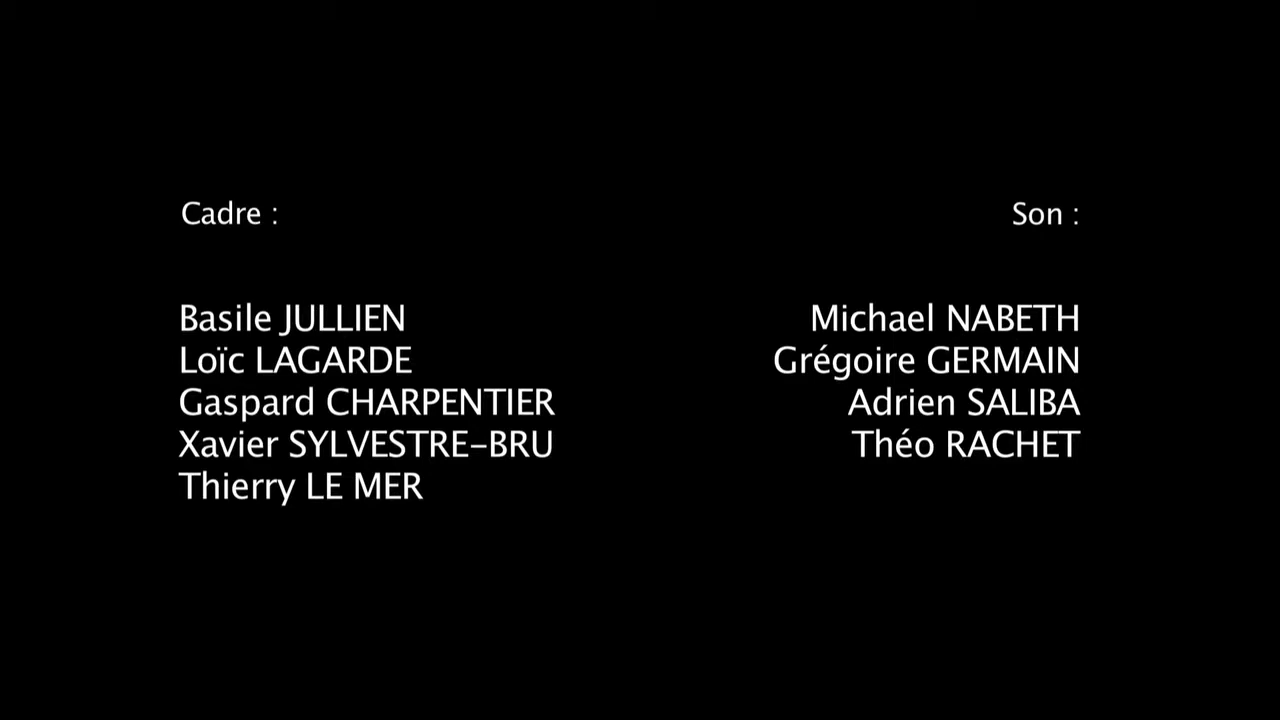 Cadre :
Basile JULLIEN
Loïc LAGARDE
Gaspard CHARPENTIER
Xavier SYLVESTRE-BRU
Thierry LE MER
Son :
Michael NABETH
Grégoire GERMAIN
Adrien SALIBA
Théo RACHET